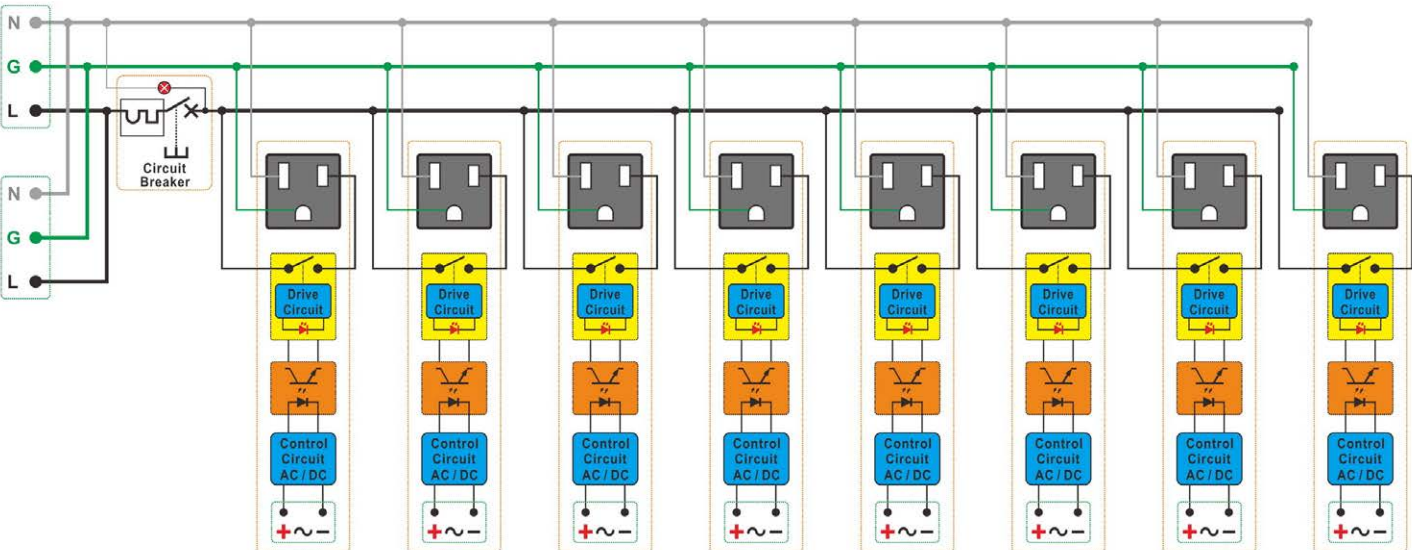 N
G
L
Circuit
Breaker
N
G
L
Drive
Circuit
Drive
Circuit
Drive
Circuit
Drive
Circuit
Drive
Circuit
Drive
Circuit
Drive
Circuit
Drive
Circuit
Control
Circuit
AC / DC
Control
Circuit
AC / DC
Control
Circuit
AC / DC
Control
Circuit
AC / DC
Control
Circuit
AC / DC
Control
Circuit
AC / DC
Control
Circuit
AC / DC
Control
Circuit
AC / DC
+ ~ −
+ ~ −
+ ~ −
+ ~ −
+ ~ −
+ ~ −
+ ~ −
+ ~ −